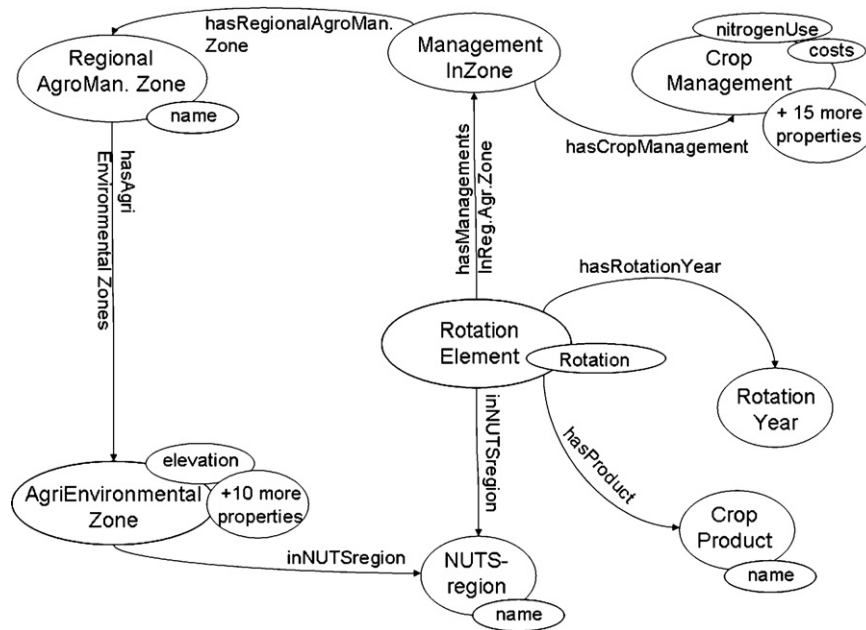 hasRegionalAgroMan.
Zone
Regional
AgroMan. Zone
name
Management
InZone
nitrogenUse
costs
Crop
Management
+ 15 more
properties
hasCropManagement
hasAgri
Environmental Zones
hasManagements
InReg.Agr.Zone
hasRotationYear
Rotation
Element
Rotation
Rotation
Year
inNUTSregion
hasProduct
elevation
AgriEnvironmental
Zone
+10 more
properties
inNUTSregion
NUTS-
region
name
Crop
Product
name